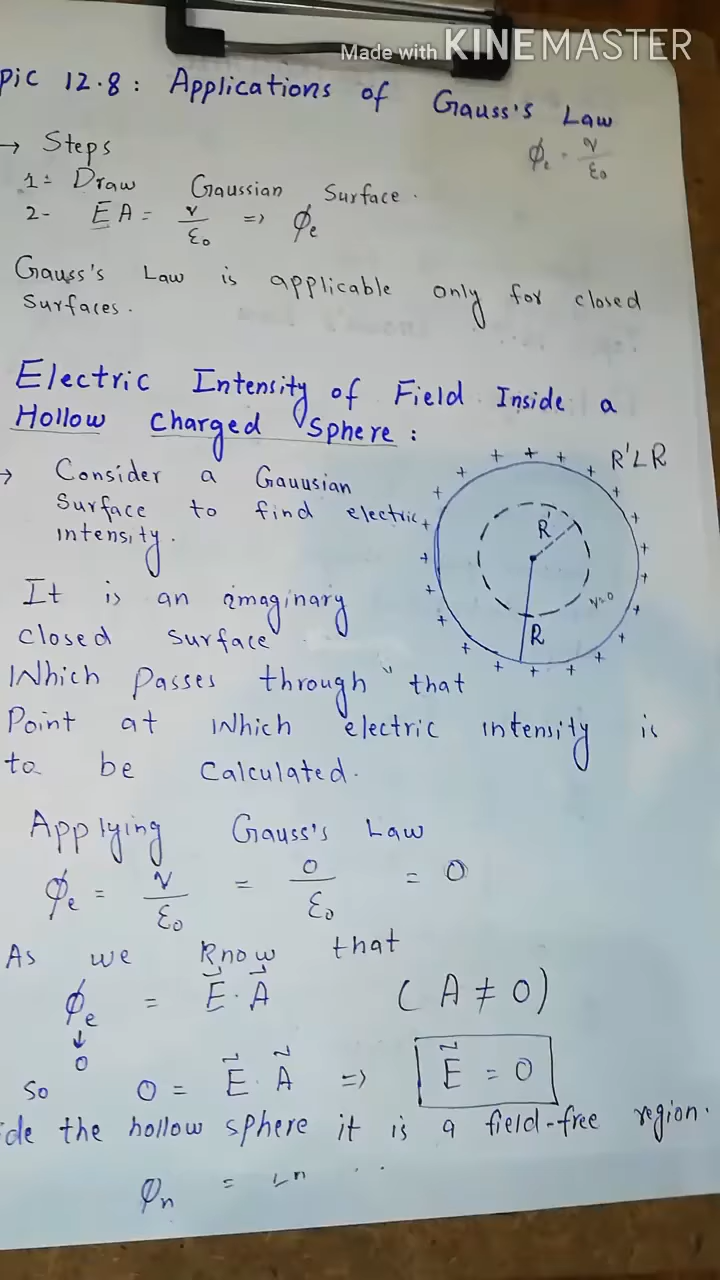 Made with KINEMASTER
pic 12.8: Applications of Gauss's Law
ϕe = q/ε0
→ Steps
1- Draw Gaussian Surface.
2- EA = q/ε0 => ϕe
Gauss's Law is applicable only for closed
Surfaces.
Electric Intensity of Field Inside a
Hollow Charged Sphere:
R'<R
→ Consider a Gauusian
Surface to find electric
intensity.
R'
q=0
R
It is an imaginary
closed surface
Which passes through" that
Point at which electric intensity is
to be calculated.
Applying Gauss's Law
ϕe = q/ε0 = 0/ε0 = 0
As we know that
ϕe = E⃗ · A⃗ (A ≠ 0)
↓
0
So 0 = E⃗ · A⃗ => E⃗ = 0
ide the hollow sphere it is a field-free region.